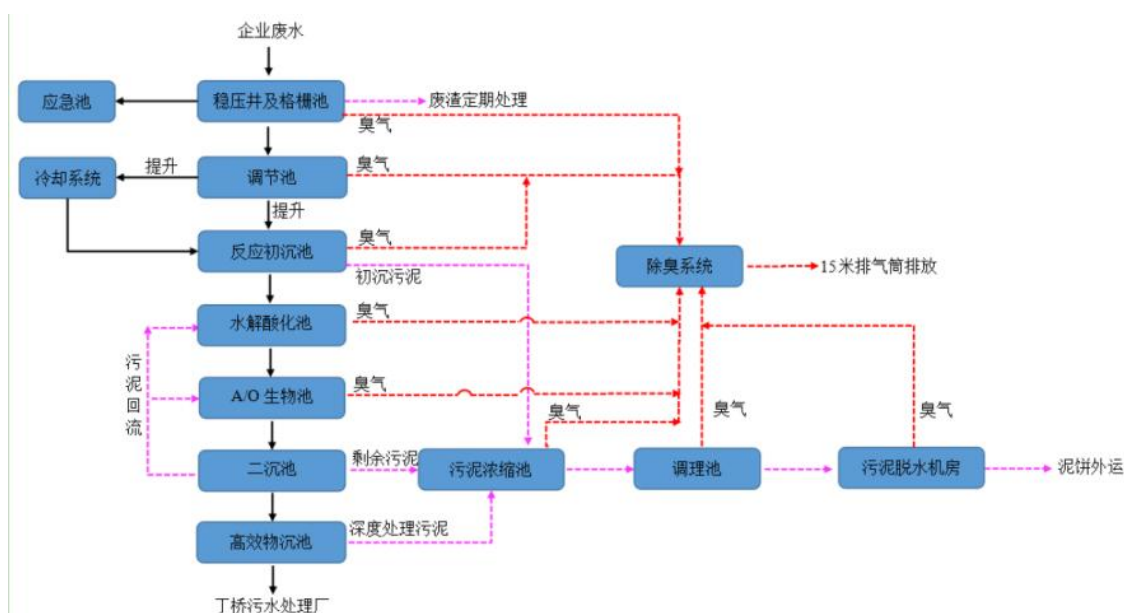 企业废水
应急池
稳压井及格栅池
废渣定期处理
臭气
冷却系统
提升
调节池
臭气
提升
反应初沉池
臭气
初沉污泥
除臭系统
15米排气筒排放
水解酸化池
臭气
污泥回流
A/O 生物池
臭气
臭气
臭气
臭气
二沉池
剩余污泥
污泥浓缩池
调理池
污泥脱水机房
泥饼外运
高效物沉池
深度处理污泥
丁桥污水处理厂